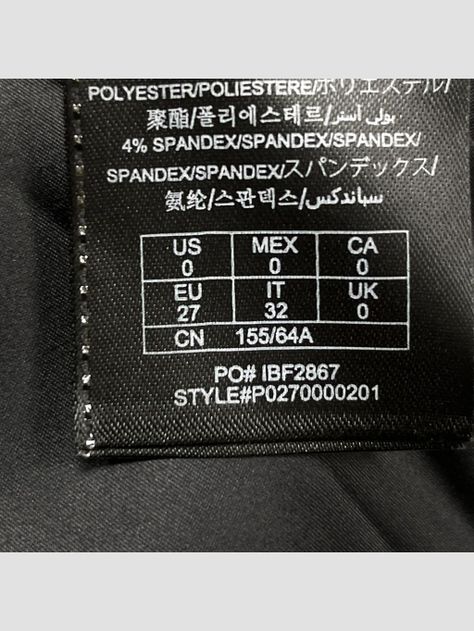 POLYESTER/POLIESTERE/ポリエステル/
聚酯/폴리에스테르/بولي أستر/
4% SPANDEX/SPANDEX/SPANDEX/
SPANDEX/SPANDEX/スパンデックス/
氨纶/스판덱스/سباندكس/
US MEX CA
0 0 0
EU IT UK
27 32 0
CN 155/64A
PO# IBF2867
STYLE#P0270000201